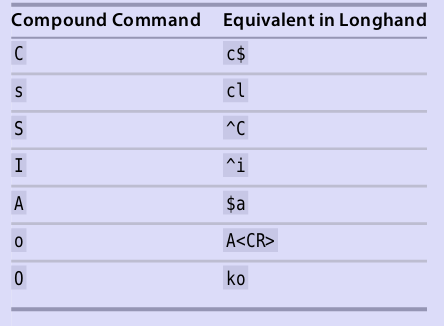 Compound Command Equivalent in Longhand
C c$
s cl
S ^C
I ^i
A $a
o A<CR>
O ko